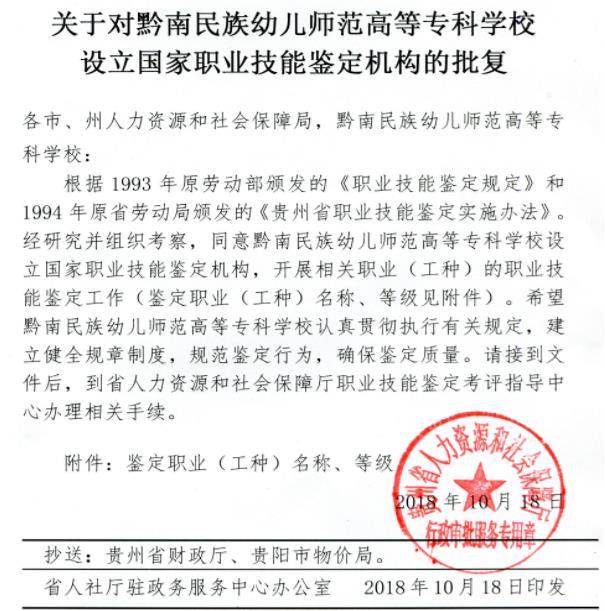 关于对黔南民族幼儿师范高等专科学校
设立国家职业技能鉴定机构的批复
各市、州人力资源和社会保障局，黔南民族幼儿师范高等专
科学校：
根据 1993 年原劳动部颁发的《职业技能鉴定规定》和
1994 年原省劳动局颁发的《贵州省职业技能鉴定实施办法》。
经研究并组织考察，同意黔南民族幼儿师范高等专科学校设
立国家职业技能鉴定机构，开展相关职业（工种）的职业技
能鉴定工作（鉴定职业（工种）名称、等级见附件）。希望
黔南民族幼儿师范高等专科学校认真贯彻执行有关规定，建
立健全规章制度，规范鉴定行为，确保鉴定质量。请接到文
件后，到省人力资源和社会保障厅职业技能鉴定考评指导中
心办理相关手续。
附件：鉴定职业（工种）名称、等级
贵州省人力资源和社会保障厅
2018 年 10 月 18 日
行政审批服务专用章
抄送：贵州省财政厅、贵阳市物价局。
省人社厅驻政务服务中心办公室 2018 年 10 月 18 日印发